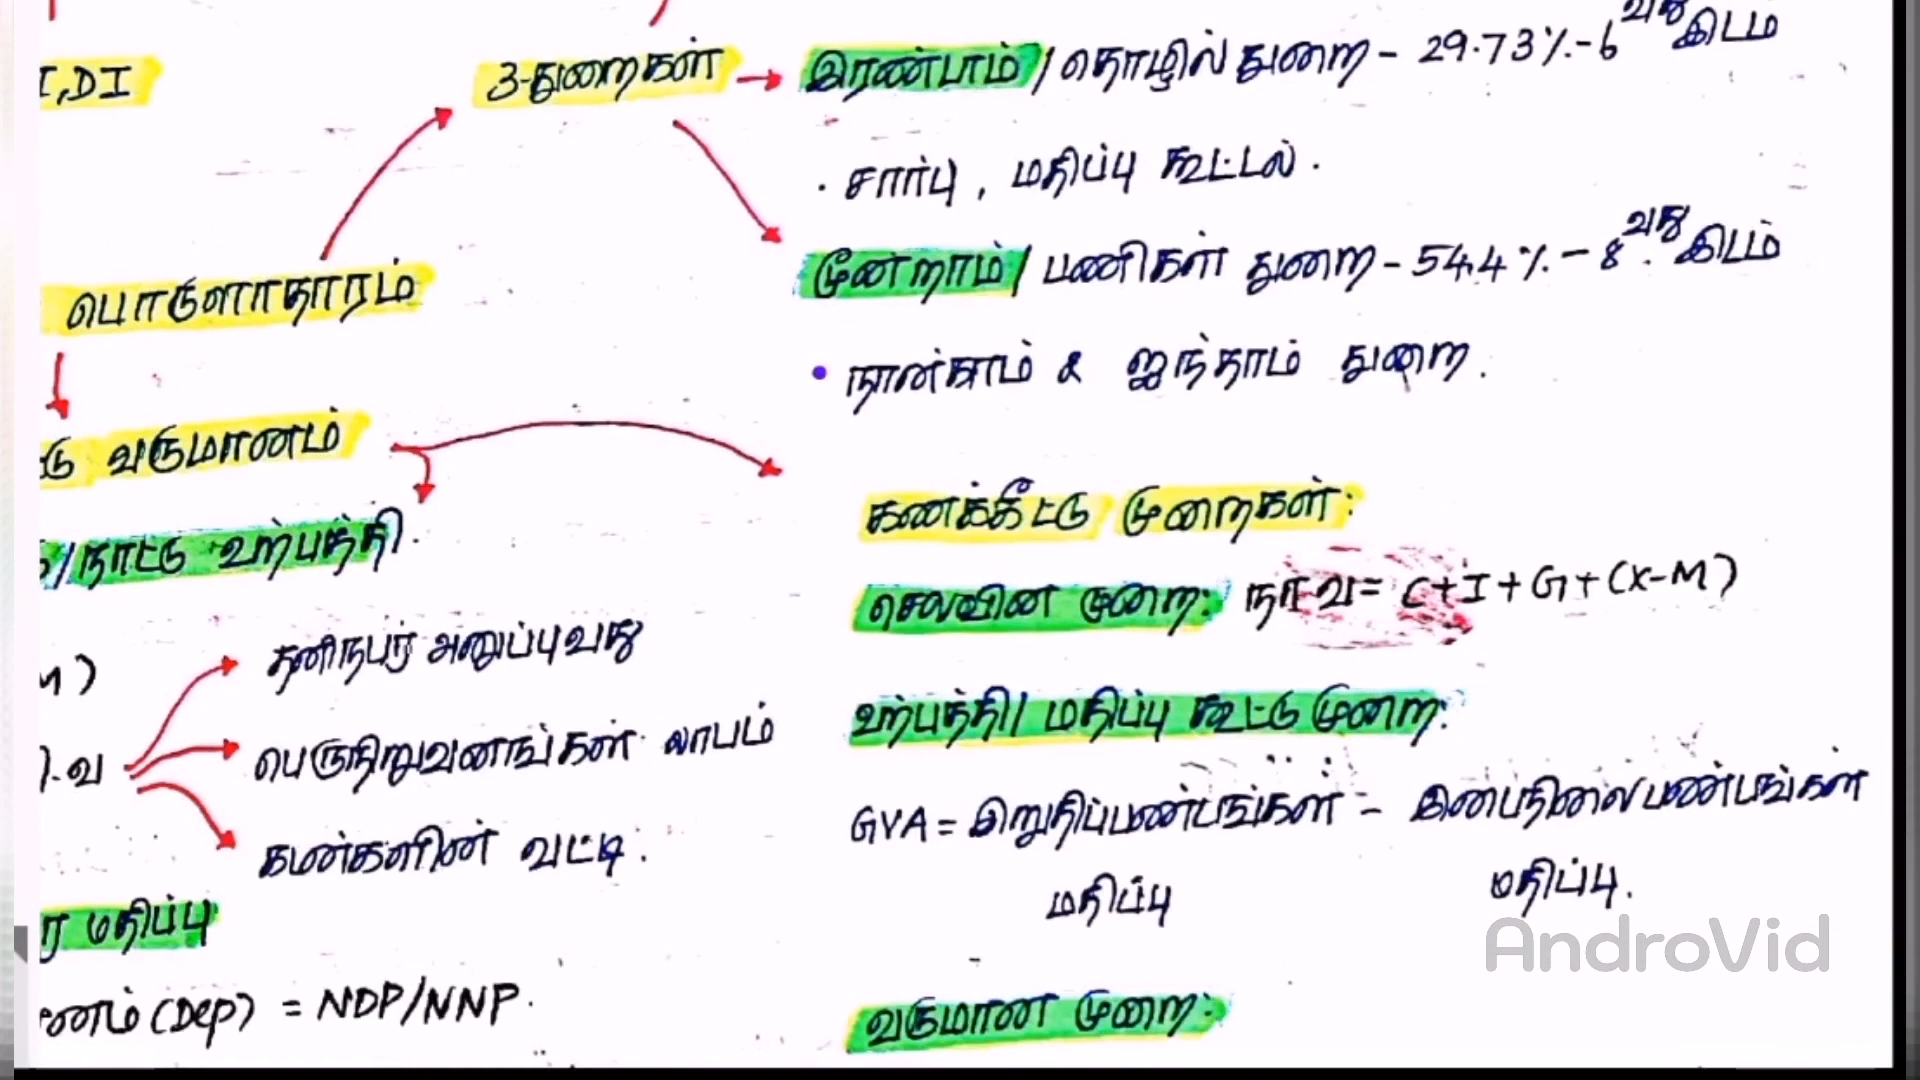 I, DI
3-துறைகள்
இரண்டாம் / தொழில் துறை - 29.73% - 6வது இடம்
· சார்பு, மதிப்பு கூட்டல்.
மூன்றாம் / பணிகள் துறை - 54.4% - 8வது இடம்
• நான்காம் & ஐந்தாம் துறை.
பொருளாதாரம்
டு வருமானம்
/நாட்டு உற்பத்தி.
M)
).வ
தனிநபர் அனுப்புவது
பெருநிறுவனங்கள் லாபம்
கடன்களின் வட்டி.
ர மதிப்பு
னம் (Dep) = NDP/NNP.
கணக்கீட்டு முறைகள்:
செலவின முறை: நா.வ = C+I+G+(X-M)
உற்பத்தி/ மதிப்பு கூட்டு முறை:
GVA = இறுதிப்பண்டங்கள் - இடைநிலை பண்டங்கள்
மதிப்பு மதிப்பு.
வருமான முறை:
AndroVid